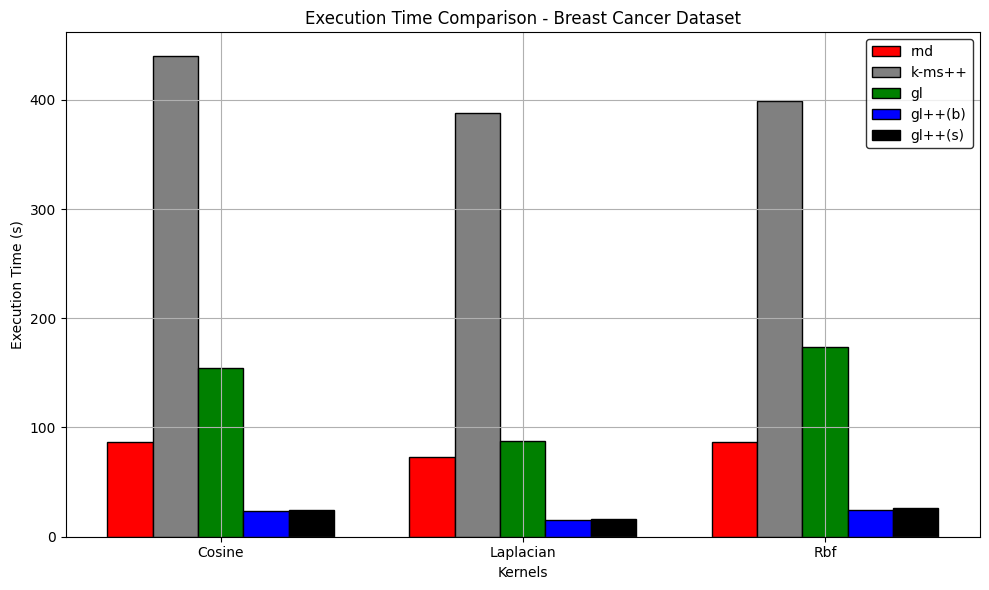 Execution Time Comparison - Breast Cancer Dataset
rnd
k-ms++
gl
gl++(b)
gl++(s)
Execution Time (s)
400
300
200
100
0
Cosine
Laplacian
Rbf
Kernels